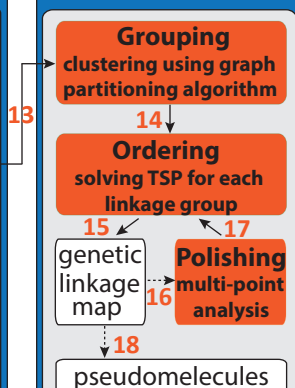 Grouping
clustering using graph
partitioning algorithm
13
14
Ordering
solving TSP for each
linkage group
15
17
genetic
linkage
map
16
Polishing
multi-point
analysis
18
pseudomolecules